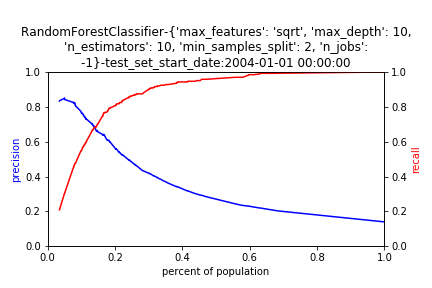 RandomForestClassifier-{'max_features': 'sqrt', 'max_depth': 10,
'n_estimators': 10, 'min_samples_split': 2, 'n_jobs':
-1}-test_set_start_date:2004-01-01 00:00:00
1.0 1.0
0.8 0.8
0.6 0.6
precision recall
0.4 0.4
0.2 0.2
0.0 0.0
0.0 0.2 0.4 0.6 0.8 1.0
percent of population